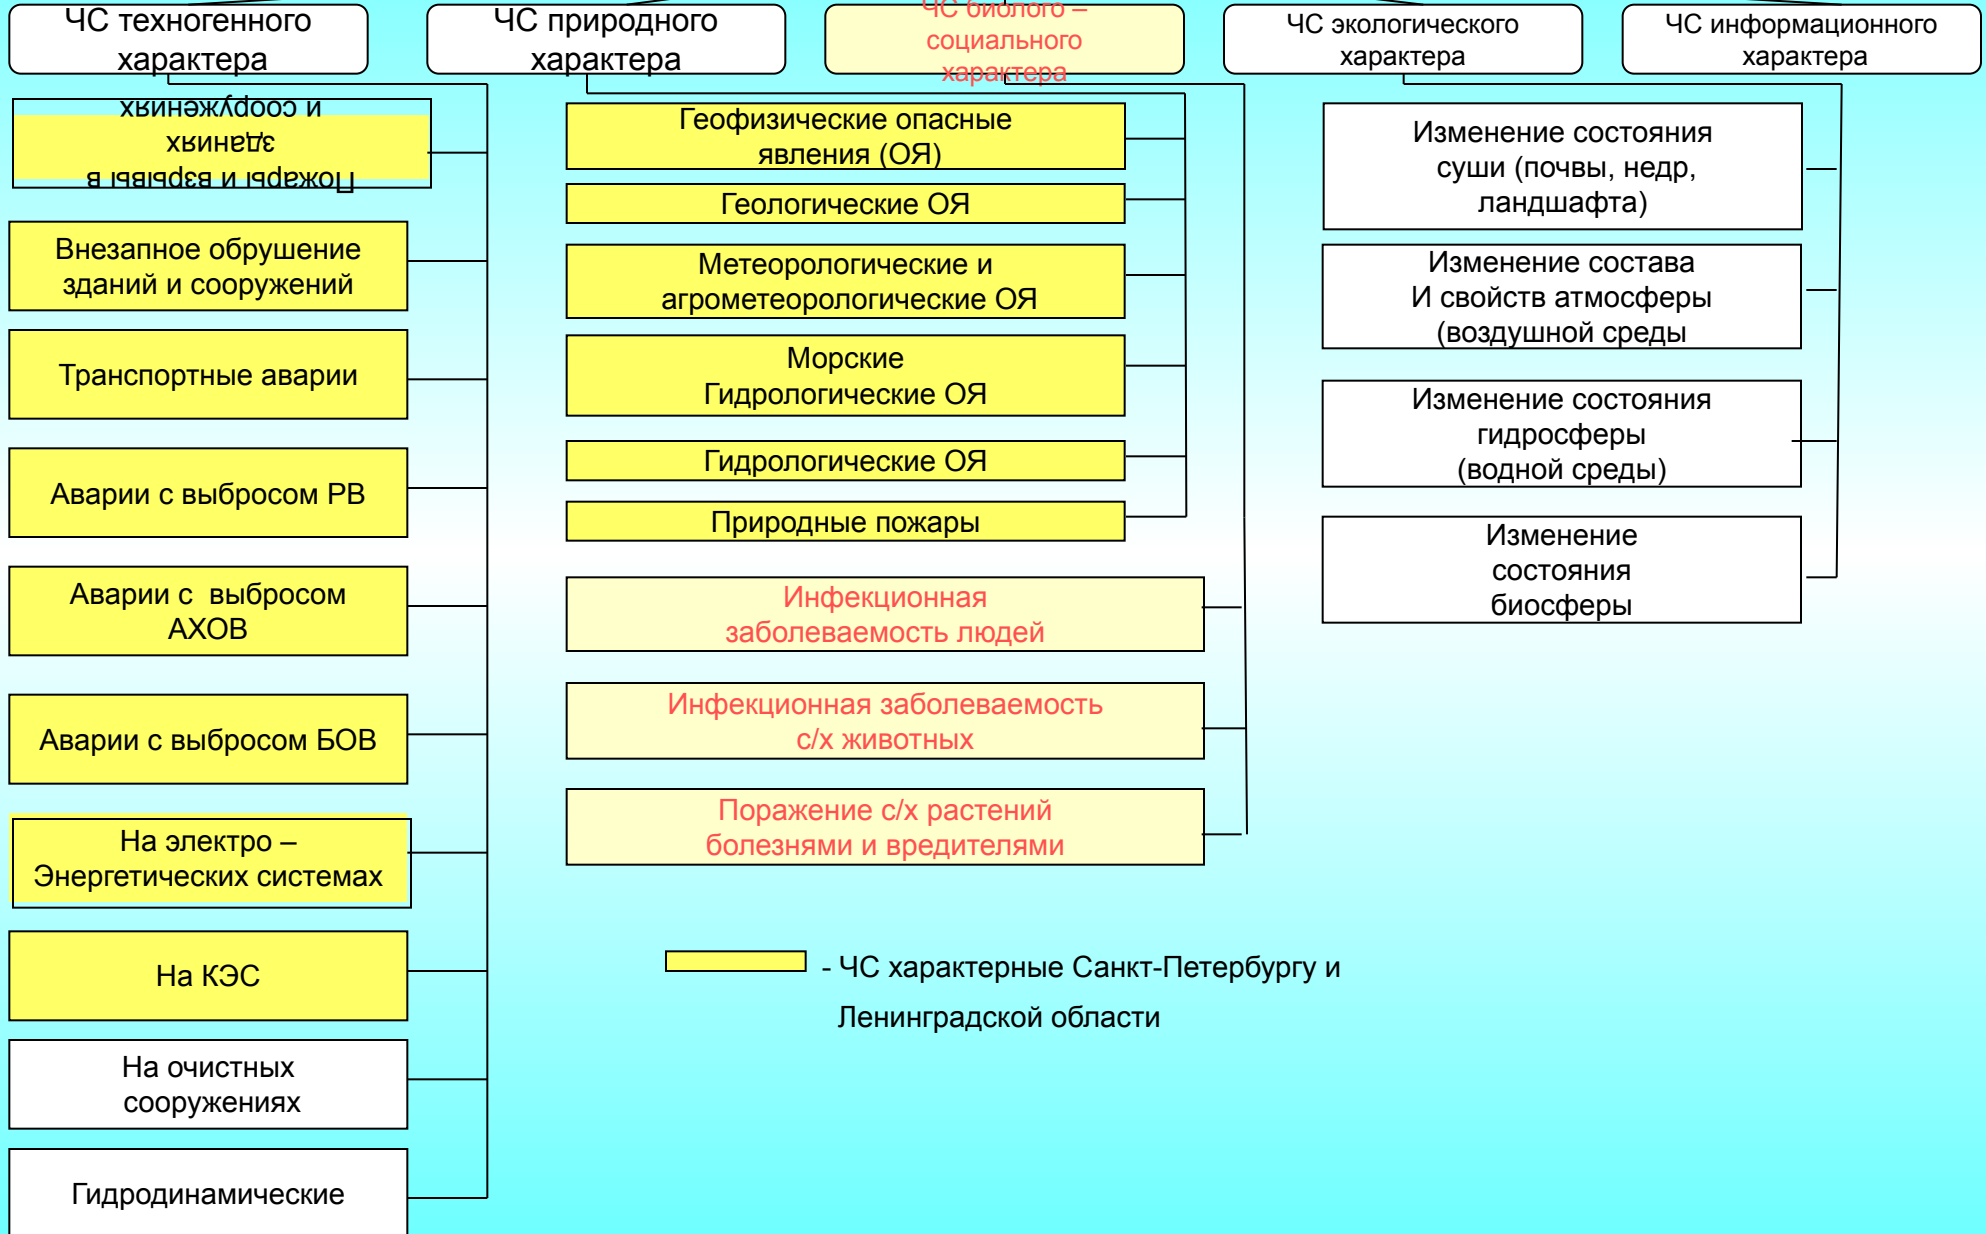 ЧС техногенного
характера
ЧС природного
характера
ЧС биолого –
социального
характера
ЧС экологического
характера
ЧС информационного
характера
Пожары и взрывы в
зданиях
и сооружениях
Внезапное обрушение
зданий и сооружений
Транспортные аварии
Аварии с выбросом РВ
Аварии с выбросом
АХОВ
Аварии с выбросом БОВ
На электро –
Энергетических системах
На КЭС
На очистных
сооружениях
Гидродинамические
Геофизические опасные
явления (ОЯ)
Геологические ОЯ
Метеорологические и
агрометеорологические ОЯ
Морские
Гидрологические ОЯ
Гидрологические ОЯ
Природные пожары
Инфекционная
заболеваемость людей
Инфекционная заболеваемость
с/х животных
Поражение с/х растений
болезнями и вредителями
Изменение состояния
суши (почвы, недр,
ландшафта)
Изменение состава
И свойств атмосферы
(воздушной среды
Изменение состояния
гидросферы
(водной среды)
Изменение
состояния
биосферы
- ЧС характерные Санкт-Петербургу и
Ленинградской области